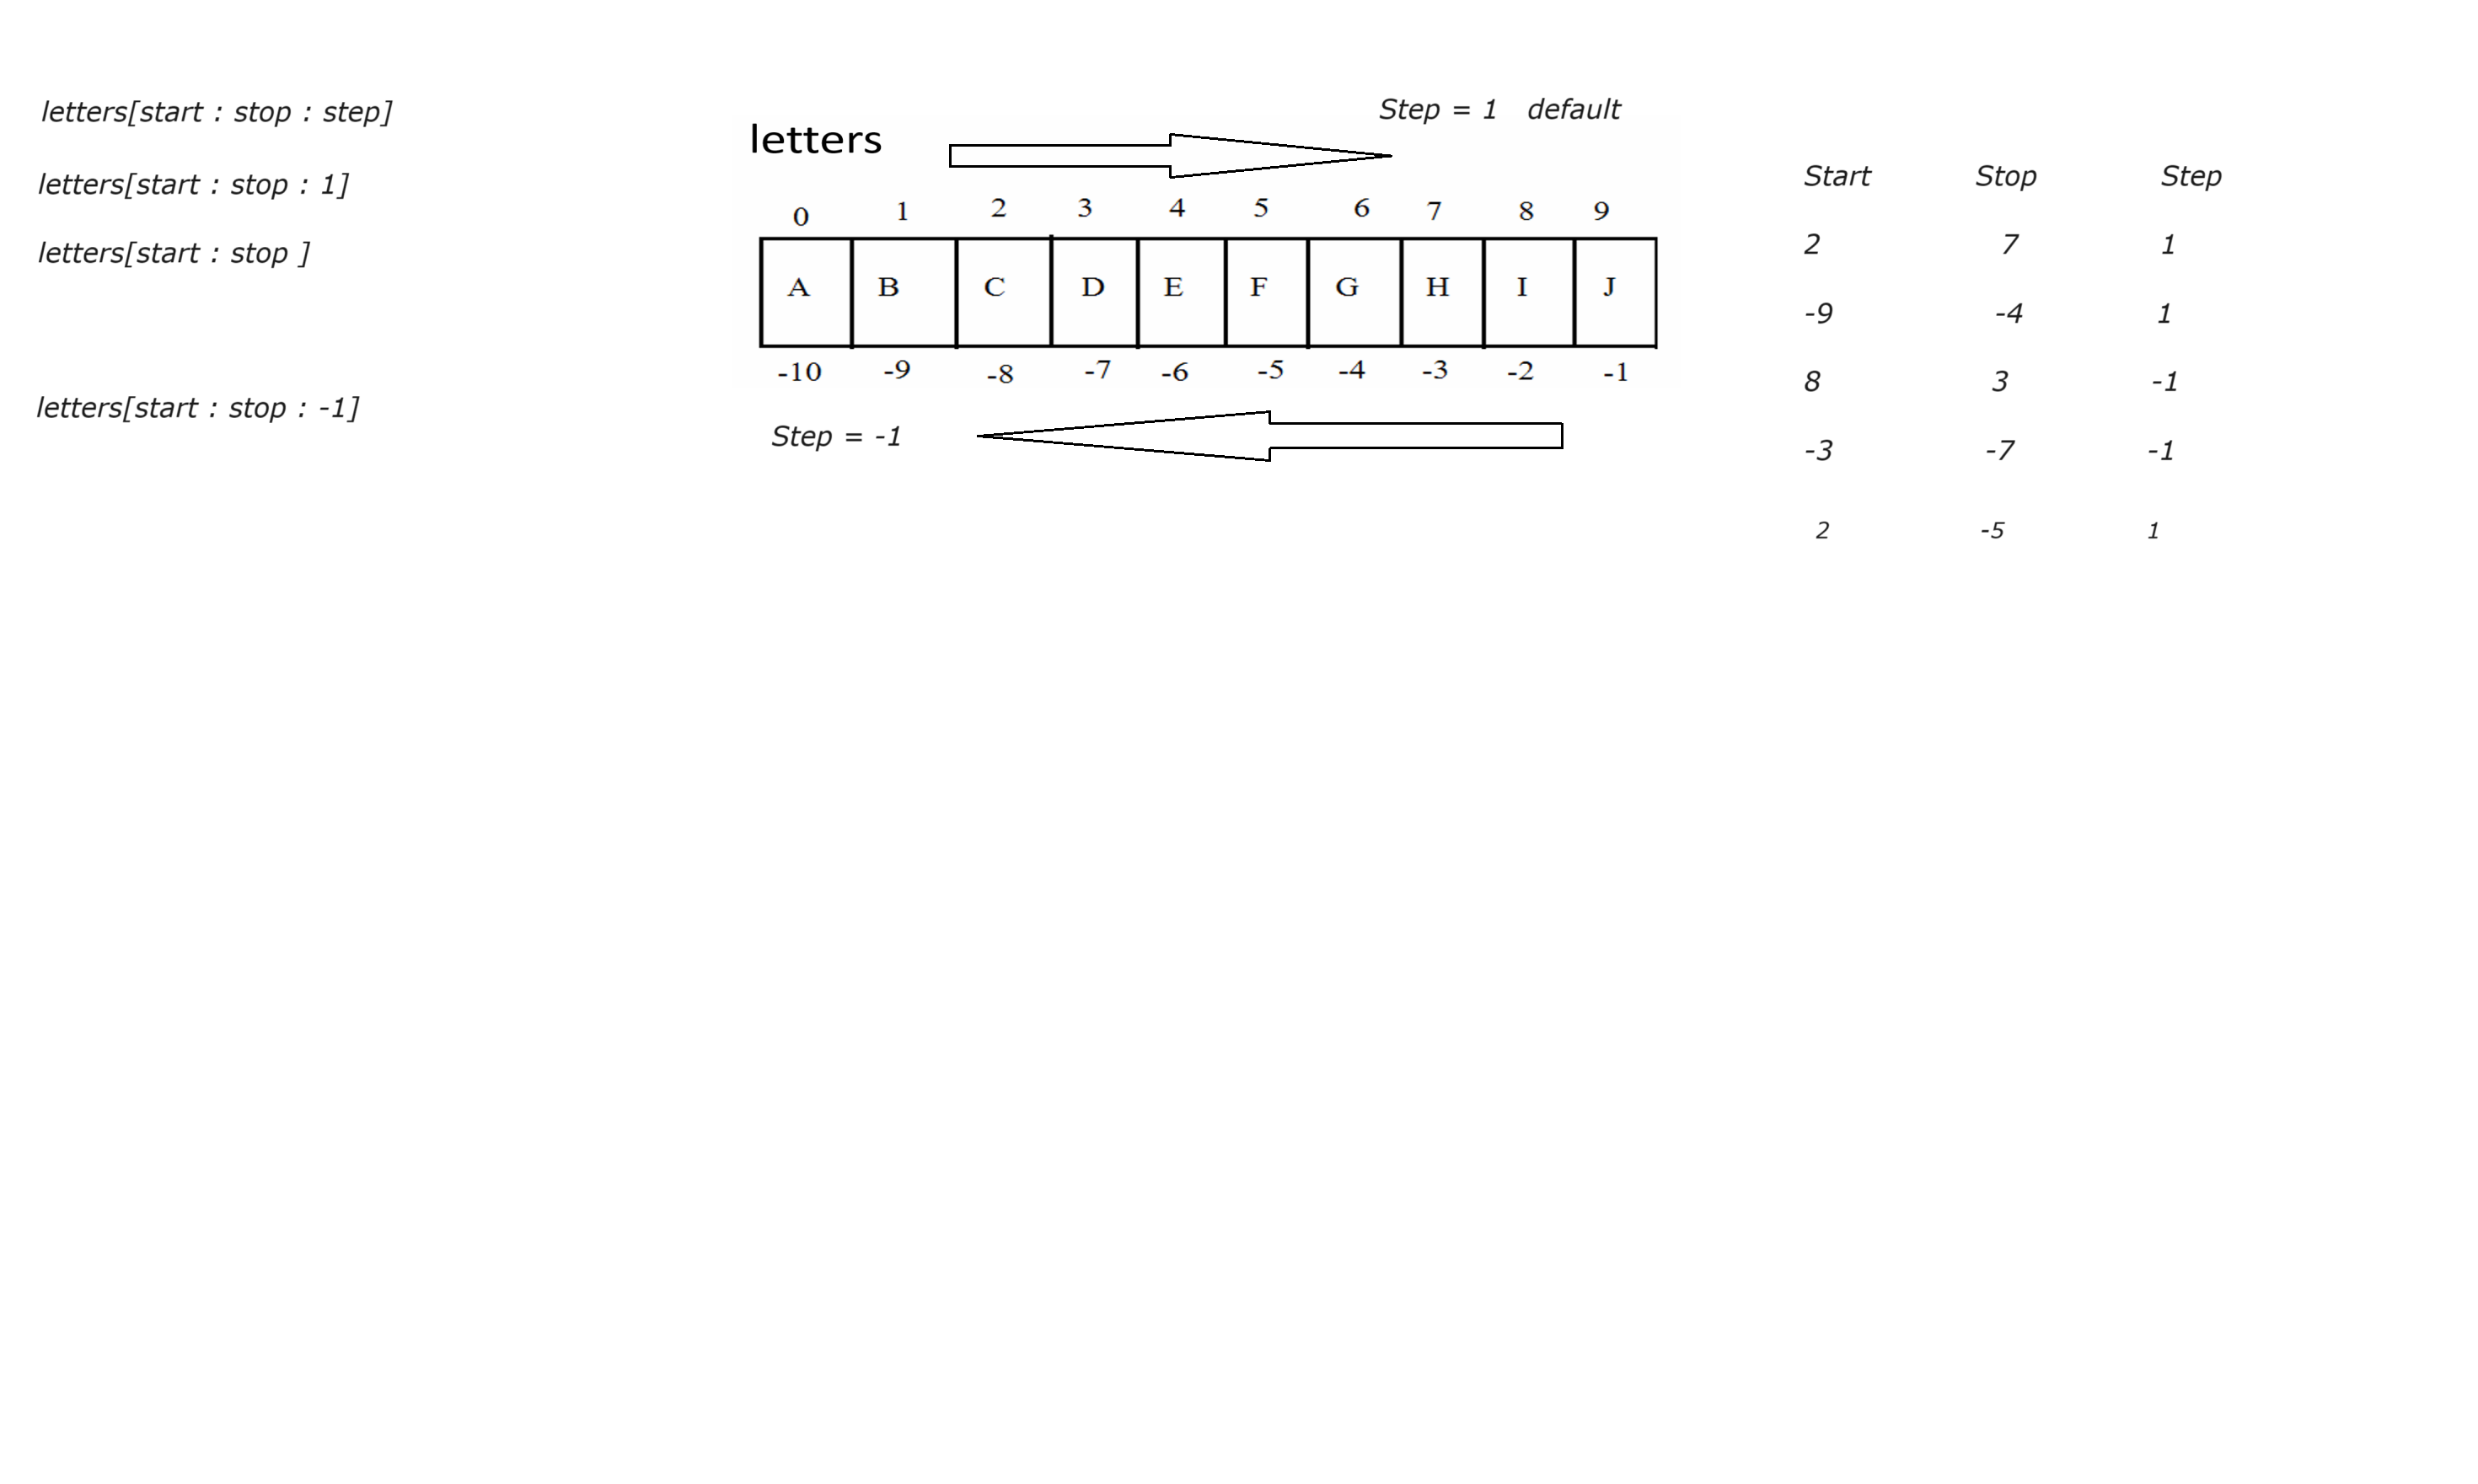 letters[start : stop : step]
letters[start : stop : 1]
letters[start : stop ]
letters[start : stop : -1]
Step = 1 default
letters
0 1 2 3 4 5 6 7 8 9
A B C D E F G H I J
-10 -9 -8 -7 -6 -5 -4 -3 -2 -1
Step = -1
Start Stop Step
2 7 1
-9 -4 1
8 3 -1
-3 -7 -1
2 -5 1